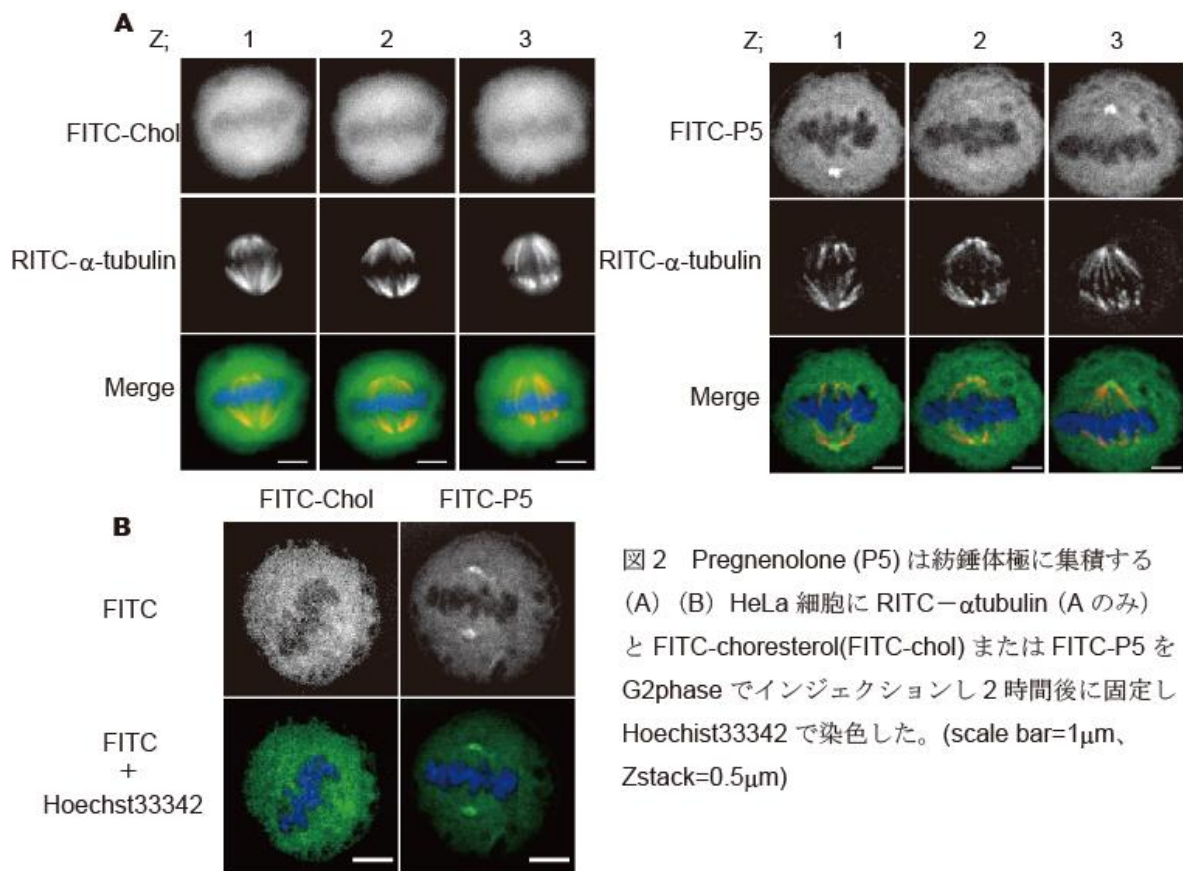 A
Z; 1 2 3
FITC-Chol
RITC-α-tubulin
Merge
Z; 1 2 3
FITC-P5
RITC-α-tubulin
Merge
B
FITC-Chol FITC-P5
FITC
FITC
+
Hoechst33342
図2 Pregnenolone (P5) は紡錘体極に集積する
(A) (B) HeLa 細胞に RITC-αtubulin (A のみ)
と FITC-choresterol(FITC-chol) または FITC-P5 を
G2phase でインジェクションし 2 時間後に固定し
Hoechist33342 で染色した。(scale bar=1μm、
Zstack=0.5μm)